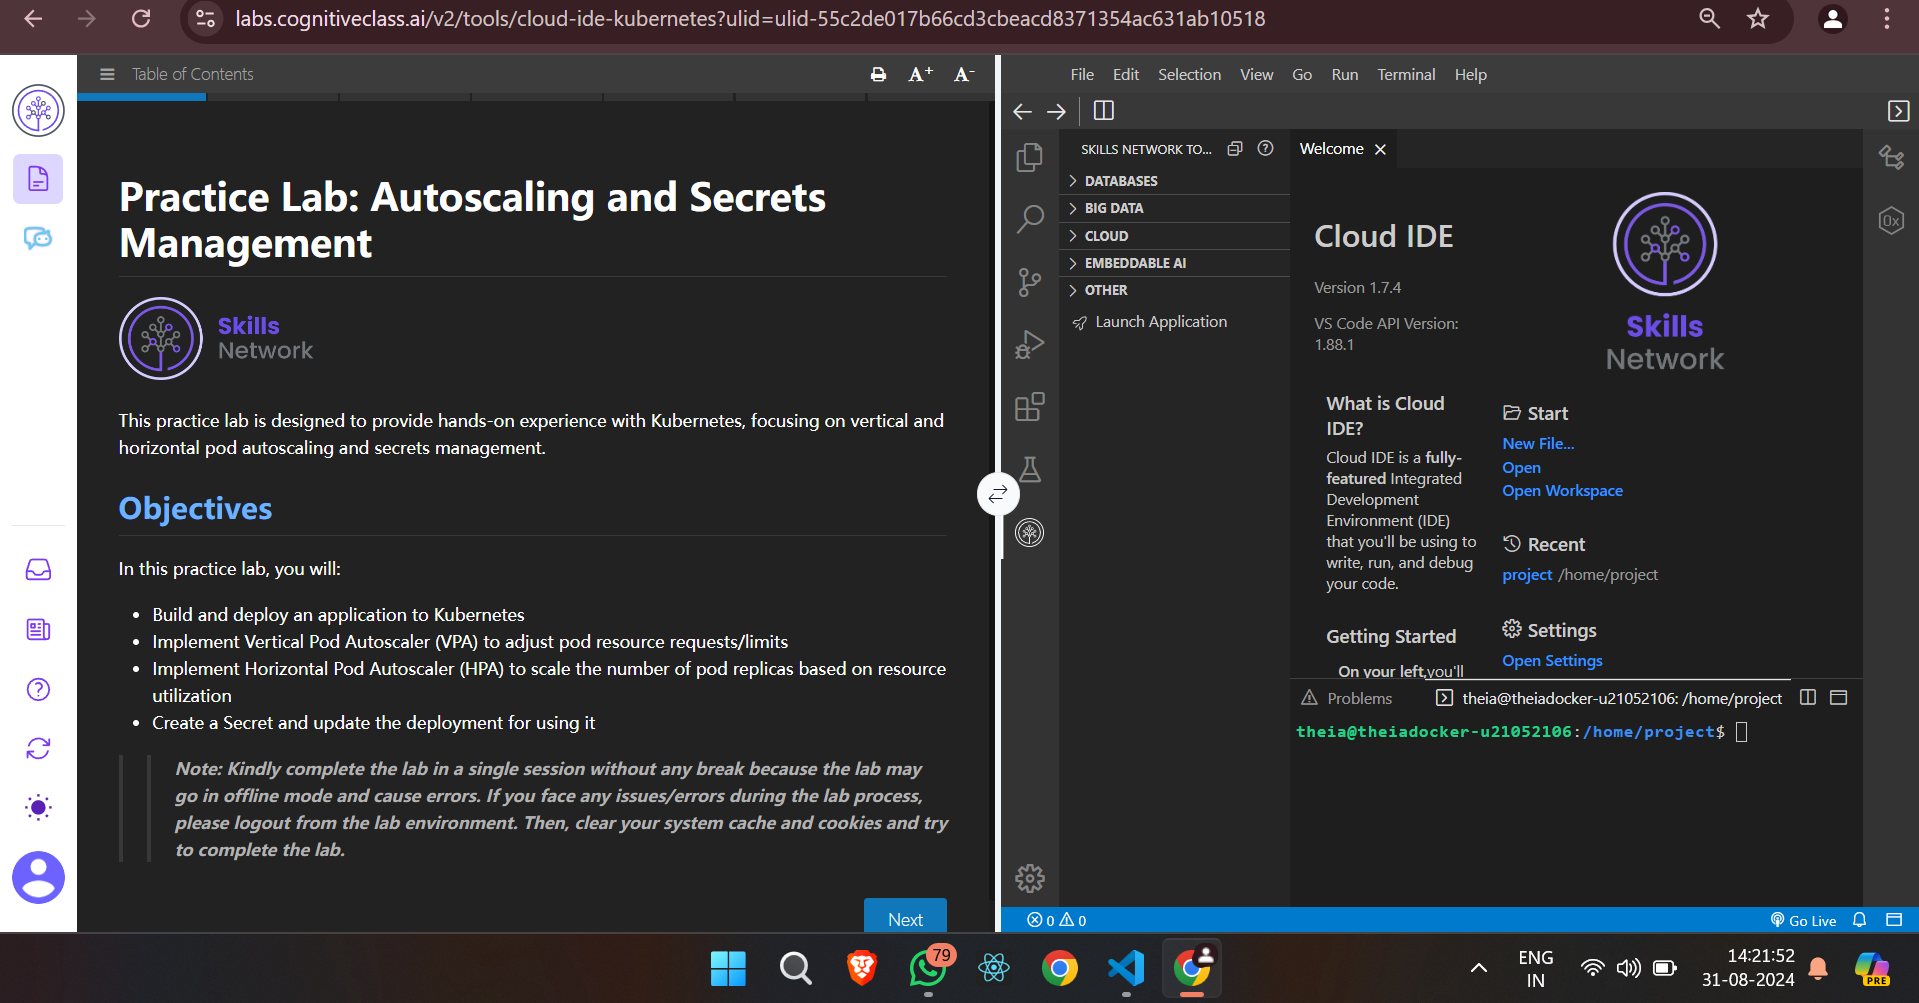 labs.cognitiveclass.ai/v2/tools/cloud-ide-kubernetes?ulid=ulid-55c2de017b66cd3cbeacd8371354ac631ab10518
Table of Contents
A+ A-
Practice Lab: Autoscaling and Secrets
Management
Skills
Network
This practice lab is designed to provide hands-on experience with Kubernetes, focusing on vertical and
horizontal pod autoscaling and secrets management.
Objectives
In this practice lab, you will:
• Build and deploy an application to Kubernetes
• Implement Vertical Pod Autoscaler (VPA) to adjust pod resource requests/limits
• Implement Horizontal Pod Autoscaler (HPA) to scale the number of pod replicas based on resource
utilization
• Create a Secret and update the deployment for using it
Note: Kindly complete the lab in a single session without any break because the lab may
go in offline mode and cause errors. If you face any issues/errors during the lab process,
please logout from the lab environment. Then, clear your system cache and cookies and try
to complete the lab.
Next
File Edit Selection View Go Run Terminal Help
SKILLS NETWORK TO...
DATABASES
BIG DATA
CLOUD
EMBEDDABLE AI
OTHER
Launch Application
Welcome
Cloud IDE
Version 1.7.4
VS Code API Version:
1.88.1
Skills
Network
What is Cloud
IDE?
Cloud IDE is a fully-
featured Integrated
Development
Environment (IDE)
that you'll be using to
write, run, and debug
your code.
Getting Started
On your left,you'll
Start
New File...
Open
Open Workspace
Recent
project /home/project
Settings
Open Settings
0x
Problems
theia@theiadocker-u21052106: /home/project
theia@theiadocker-u21052106:/home/project$
0 0
Go Live
79
ENG
IN
14:21:52
31-08-2024
PRE